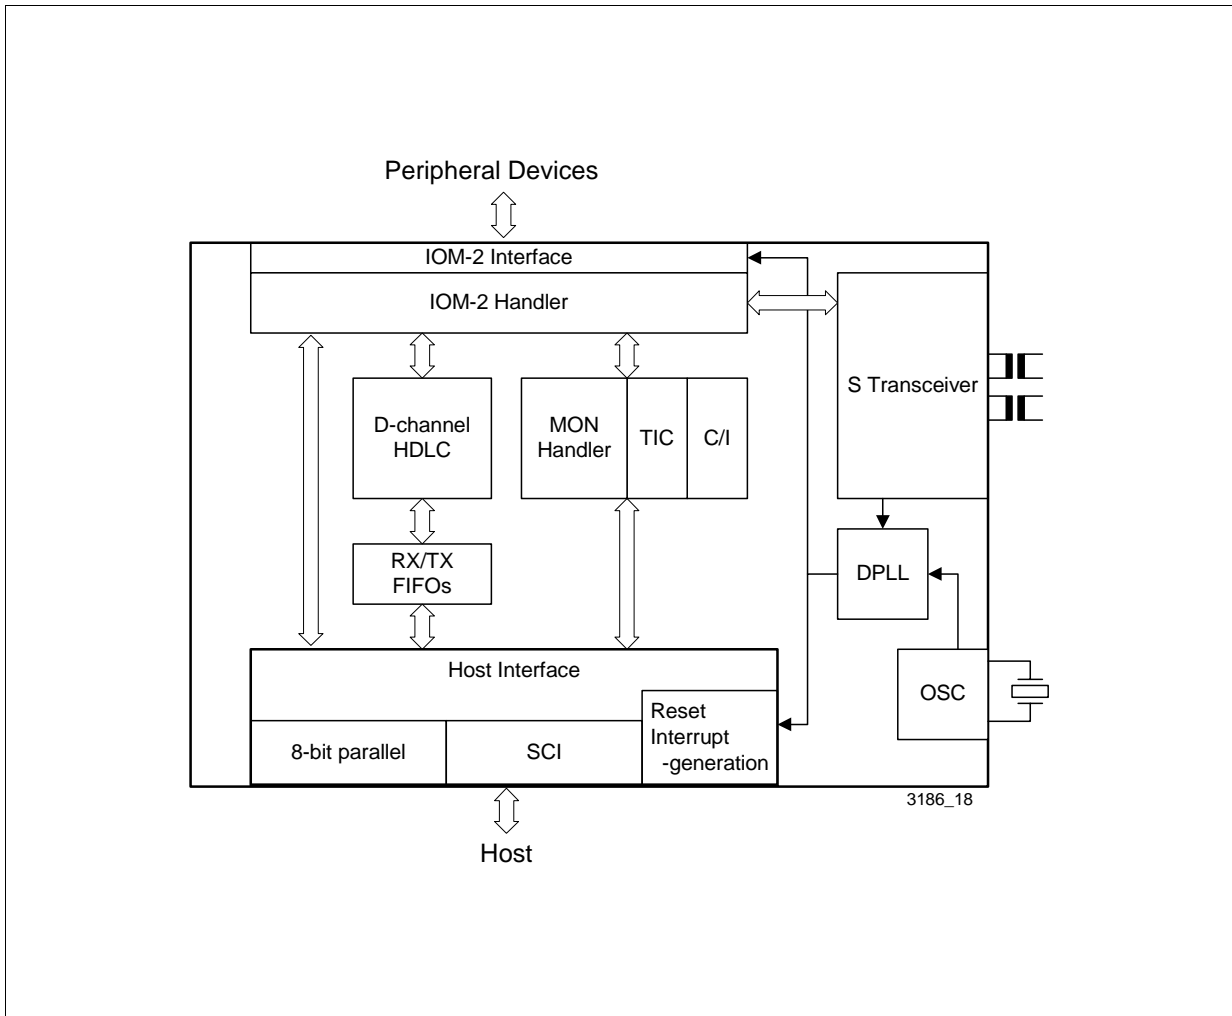 Peripheral Devices
IOM-2 Interface
IOM-2 Handler
S Transceiver
D-channel
HDLC
MON
Handler
TIC
C/I
RX/TX
FIFOs
DPLL
Host Interface
OSC
8-bit parallel
SCI
Reset
Interrupt
-generation
3186_18
Host